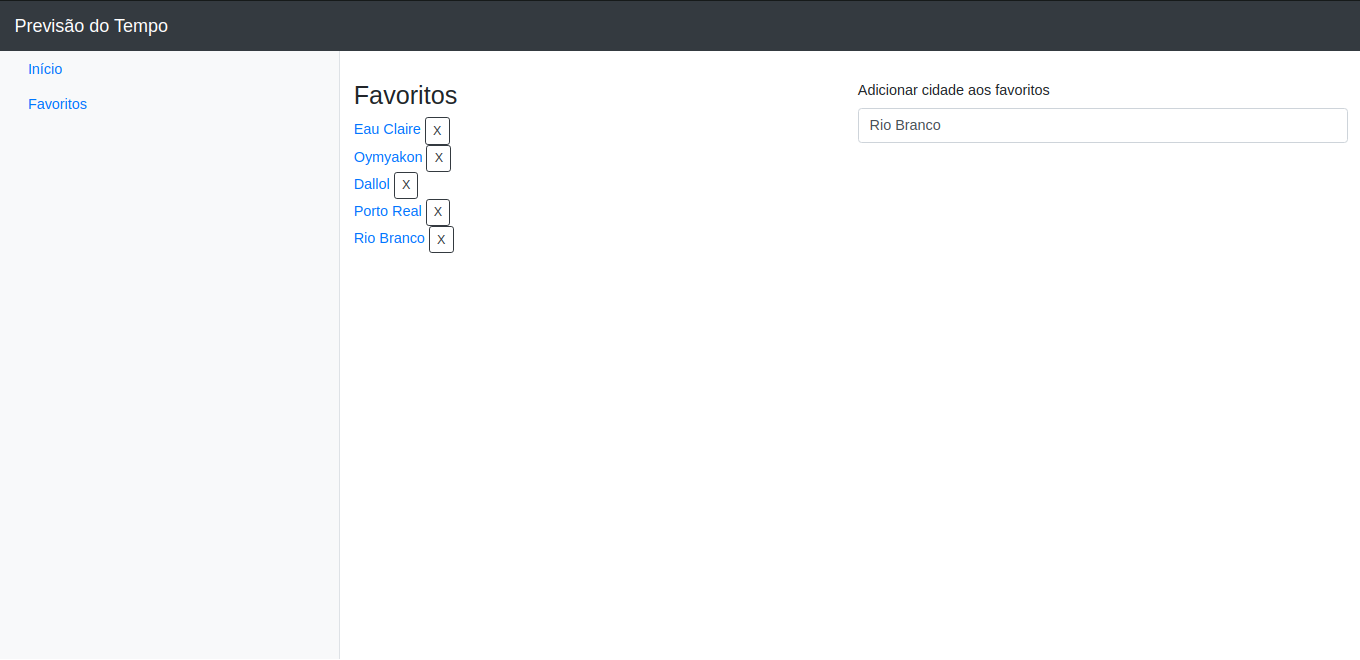 Previsão do Tempo
Início
Favoritos
Favoritos
Eau Claire X
Oymyakon X
Dallol X
Porto Real X
Rio Branco X
Adicionar cidade aos favoritos
Rio Branco